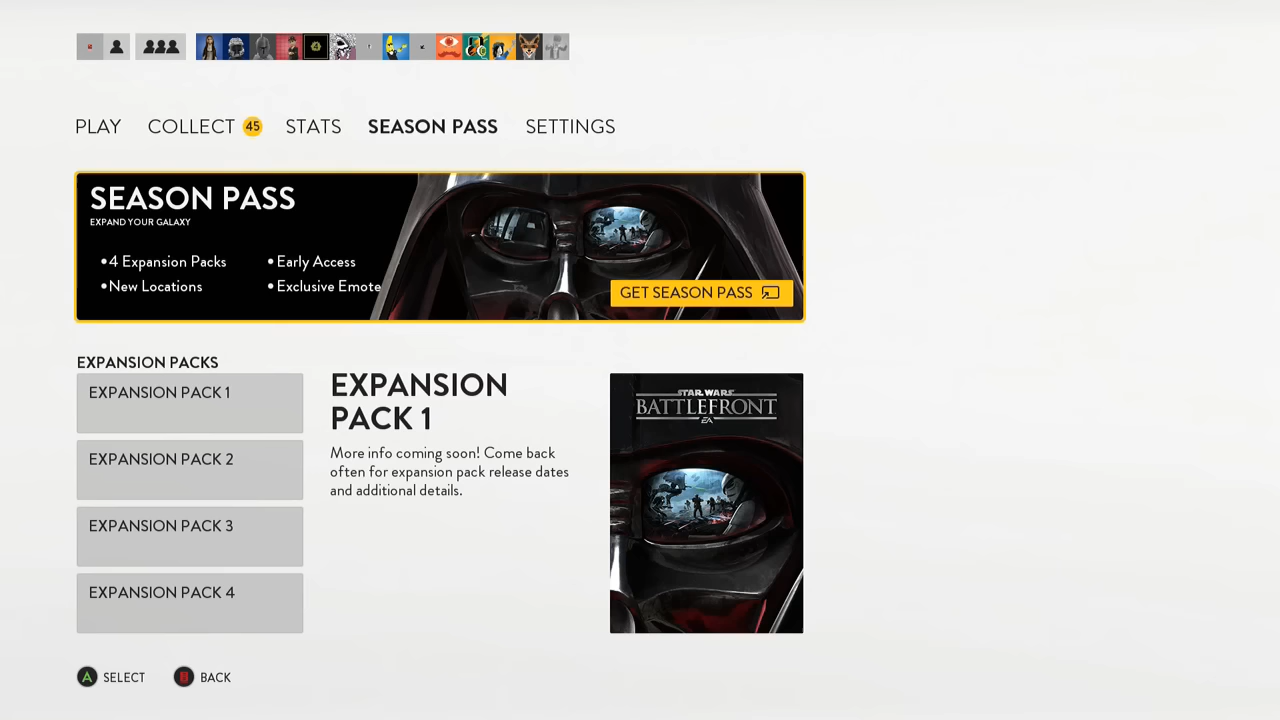 PLAY COLLECT 45 STATS SEASON PASS SETTINGS
SEASON PASS
EXPAND YOUR GALAXY
•4 Expansion Packs
•New Locations
•Early Access
•Exclusive Emote
GET SEASON PASS
EXPANSION PACKS
EXPANSION PACK 1
EXPANSION PACK 2
EXPANSION PACK 3
EXPANSION PACK 4
EXPANSION
PACK 1
More info coming soon! Come back
often for expansion pack release dates
and additional details.
STAR WARS
BATTLEFRONT
EA
A SELECT B BACK